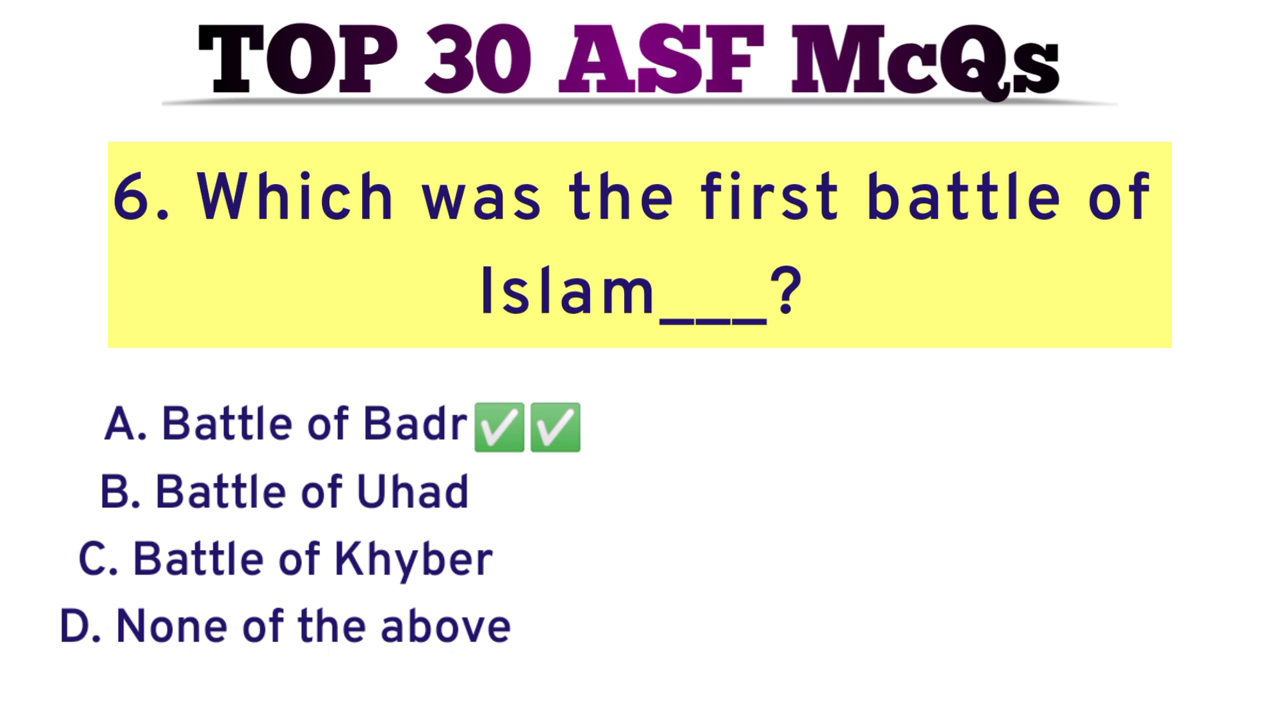 TOP 30 ASF McQs
6. Which was the first battle of
Islam___?
A. Battle of Badr✅✅
B. Battle of Uhad
C. Battle of Khyber
D. None of the above